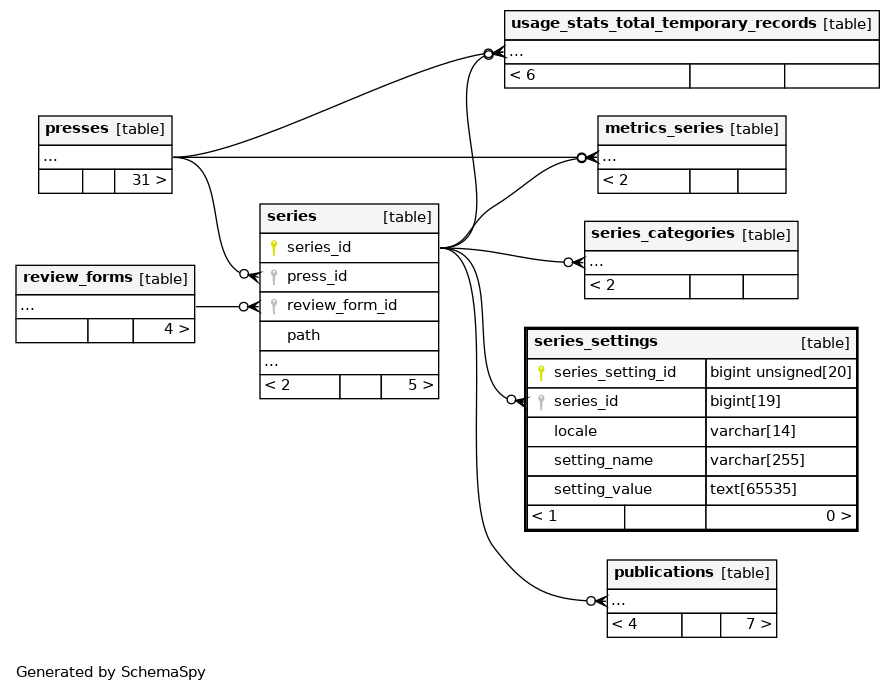 usage_stats_total_temporary_records [table]
...
< 6
presses [table]
...
31 >
metrics_series [table]
...
< 2
series [table]
series_id
press_id
review_form_id
path
...
< 2 5 >
series_categories [table]
...
< 2
review_forms [table]
...
4 >
series_settings [table]
series_setting_id bigint unsigned[20]
series_id bigint[19]
locale varchar[14]
setting_name varchar[255]
setting_value text[65535]
< 1 0 >
publications [table]
...
< 4 7 >
Generated by SchemaSpy